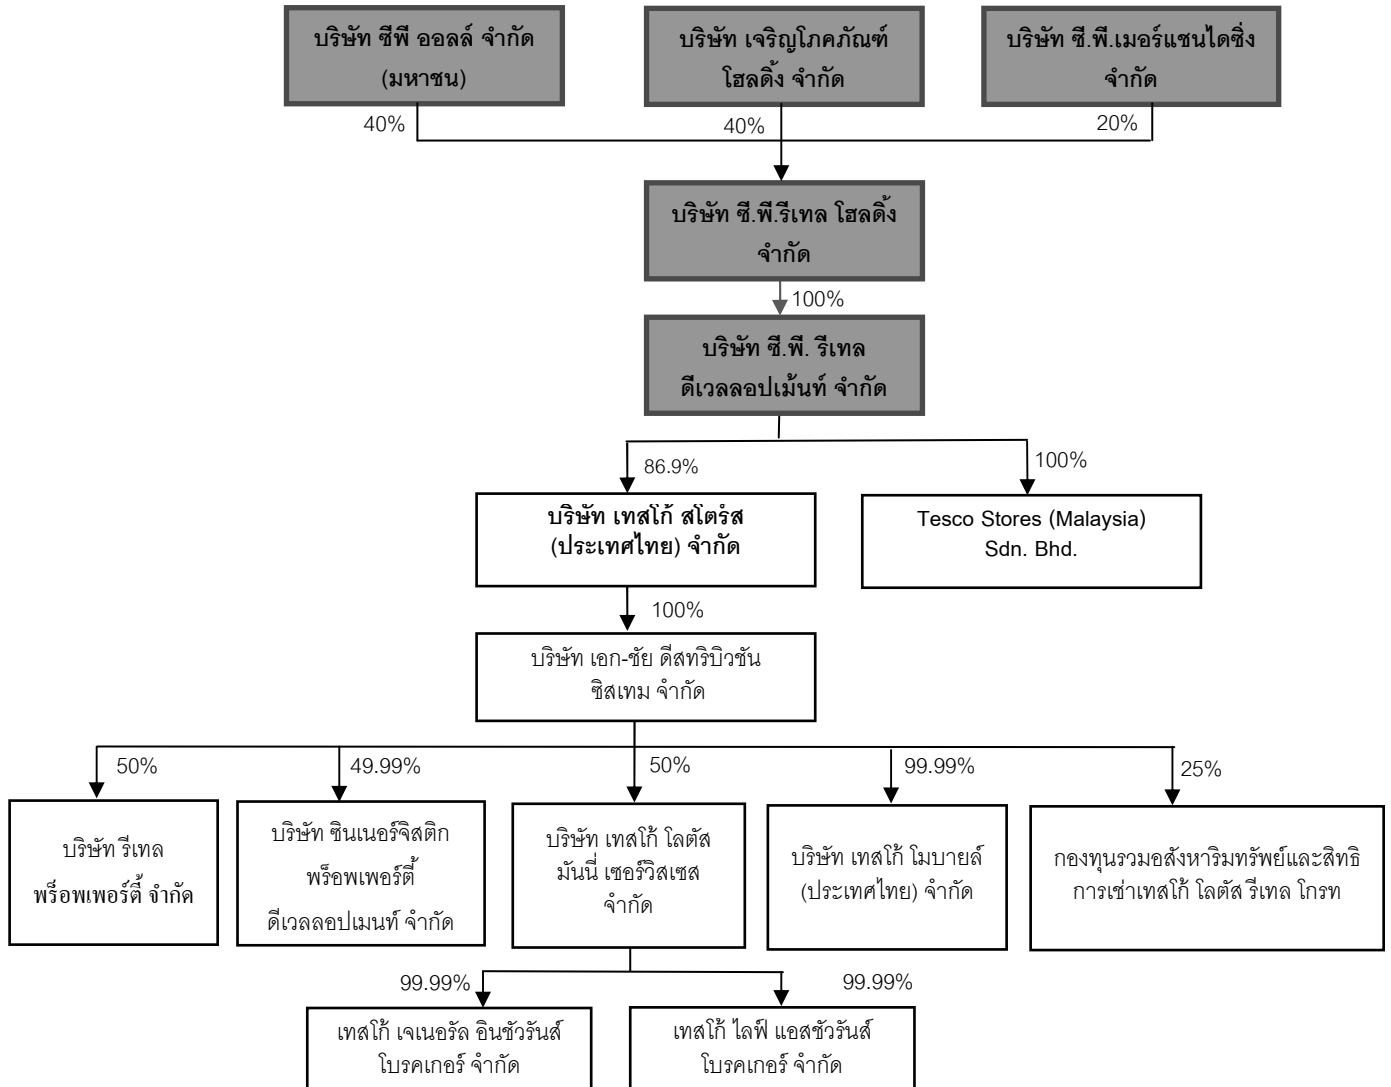 บริษัท ซีพี ออลล์ จำกัด
(มหาชน)
บริษัท เจริญโภคภัณฑ์
โฮลดิ้ง จำกัด
บริษัท ซี.พี.เมอร์แชนไดซิ่ง
จำกัด
40%
40%
20%
บริษัท ซี.พี.รีเทล โฮลดิ้ง
จำกัด
100%
บริษัท ซี.พี. รีเทล
ดีเวลลอปเม้นท์ จำกัด
86.9%
100%
บริษัท เทสโก้ สโตร์ส
(ประเทศไทย) จำกัด
Tesco Stores (Malaysia)
Sdn. Bhd.
100%
บริษัท เอก-ชัย ดีสทริบิวชัน
ซิสเทม จำกัด
50%
49.99%
50%
99.99%
25%
บริษัท รีเทล
พร็อพเพอร์ตี้ จำกัด
บริษัท ซินเนอร์จิสติก
พร็อพเพอร์ตี้
ดีเวลลอปเมนท์ จำกัด
บริษัท เทสโก้ โลตัส
มันนี่ เซอร์วิสเซส
จำกัด
บริษัท เทสโก้ โมบายล์
(ประเทศไทย) จำกัด
กองทุนรวมอสังหาริมทรัพย์และสิทธิ
การเช่าเทสโก้ โลตัส รีเทล โกรท
99.99%
99.99%
เทสโก้ เจเนอรัล อินชัวรันส์
โบรคเกอร์ จำกัด
เทสโก้ ไลฟ์ แอสชัวรันส์
โบรคเกอร์ จำกัด